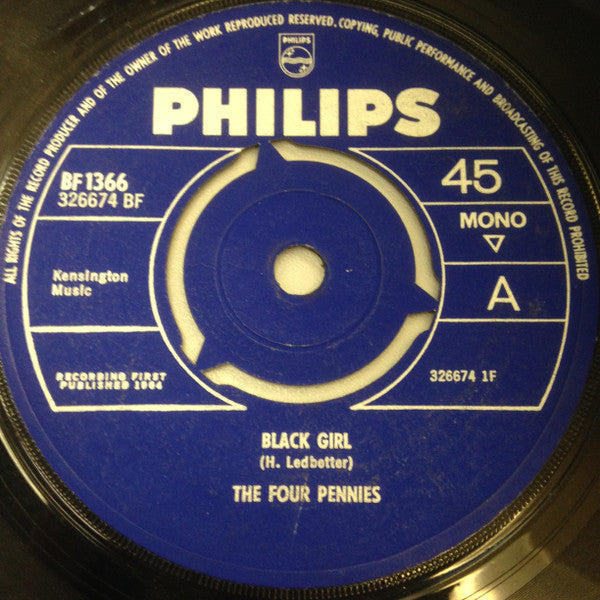 ALL RIGHTS OF THE RECORD PRODUCER AND OF THE OWNER OF THE WORK REPRODUCED RESERVED. COPYING, PUBLIC PERFORMANCE AND BROADCASTING OF THIS RECORD PROHIBITED
PHILIPS
PHILIPS
BF 1366
326674 BF
45
MONO
Kensington
Music
A
RECORDING FIRST
PUBLISHED 1964
326674 1F
BLACK GIRL
(H. Ledbetter)
THE FOUR PENNIES